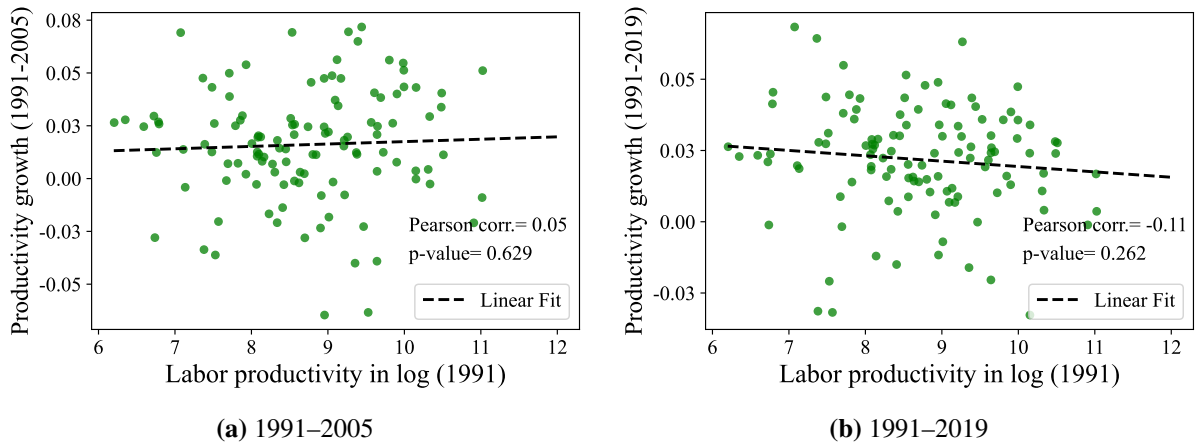 Productivity growth (1991-2005)
0.08
0.05
0.03
0.00
-0.03
-0.05
Pearson corr.= 0.05
p-value= 0.629
Linear Fit
6 7 8 9 10 11 12
Labor productivity in log (1991)
(a) 1991–2005
Productivity growth (1991-2019)
0.05
0.03
0.00
-0.03
Pearson corr.= -0.11
p-value= 0.262
Linear Fit
6 7 8 9 10 11 12
Labor productivity in log (1991)
(b) 1991–2019